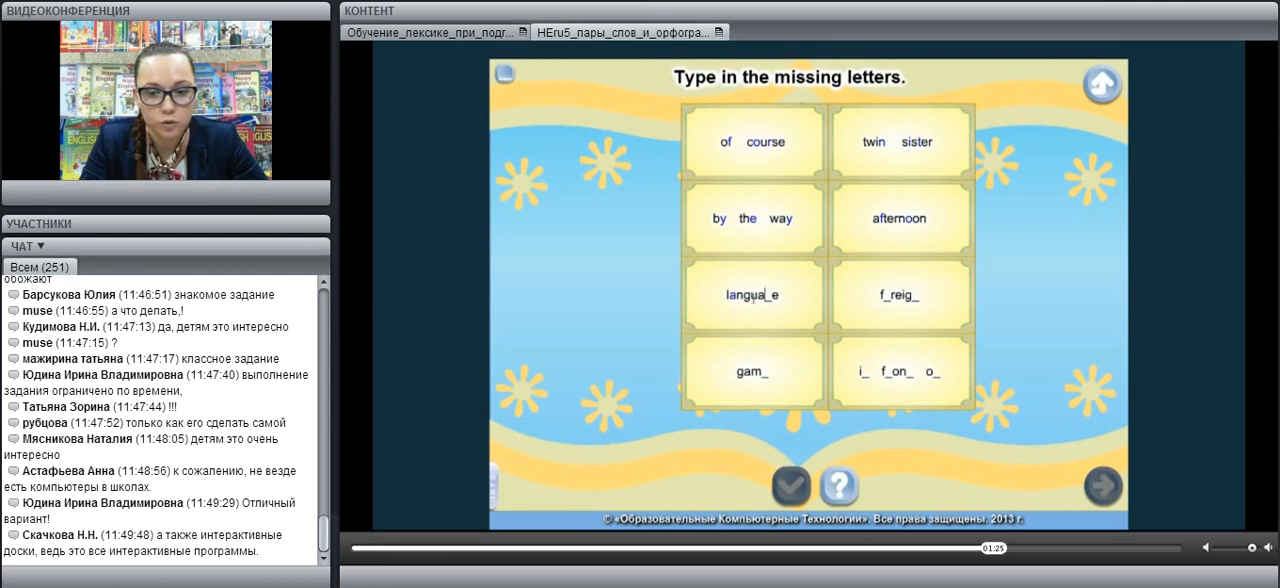 ВИДЕОКОНФЕРЕНЦИЯ
УЧАСТНИКИ
ЧАТ ▼
Всем (251)
обожают
Барсукова Юлия (11:46:51) знакомое задание
muse (11:46:55) а что делать,!
Кудимова Н.И. (11:47:13) да, детям это интересно
muse (11:47:15) ?
мажирина татьяна (11:47:17) классное задание
Юдина Ирина Владимировна (11:47:40) выполнение
задания ограничено по времени,
Татьяна Зорина (11:47:44) !!!
рубцова (11:47:52) только как его сделать самой
Мясникова Наталия (11:48:05) детям это очень
интересно
Астафьева Анна (11:48:56) к сожалению, не везде
есть компьютеры в школах.
Юдина Ирина Владимировна (11:49:29) Отличный
вариант!
Скачкова Н.Н. (11:49:48) а также интерактивные
доски, ведь это все интерактивные программы.
КОНТЕНТ
Обучение_лексике_при_подг... HEru5_пары_слов_и_орфогра...
Type in the missing letters.
of course twin sister
by the way afternoon
langua_e f_reig_
gam_ i_ f_on_ o_
?
© «Образовательные Компьютерные Технологии». Все права защищены. 2013 г.
01:25